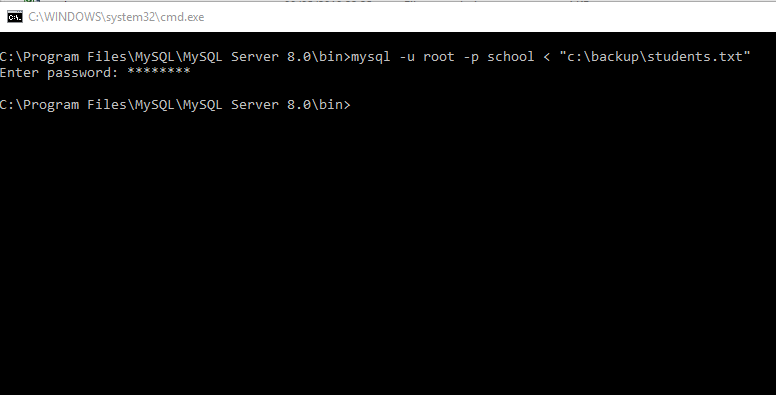 C:\WINDOWS\system32\cmd.exe
C:\Program Files\MySQL\MySQL Server 8.0\bin>mysql -u root -p school < "c:\backup\students.txt"
Enter password: ********
C:\Program Files\MySQL\MySQL Server 8.0\bin>